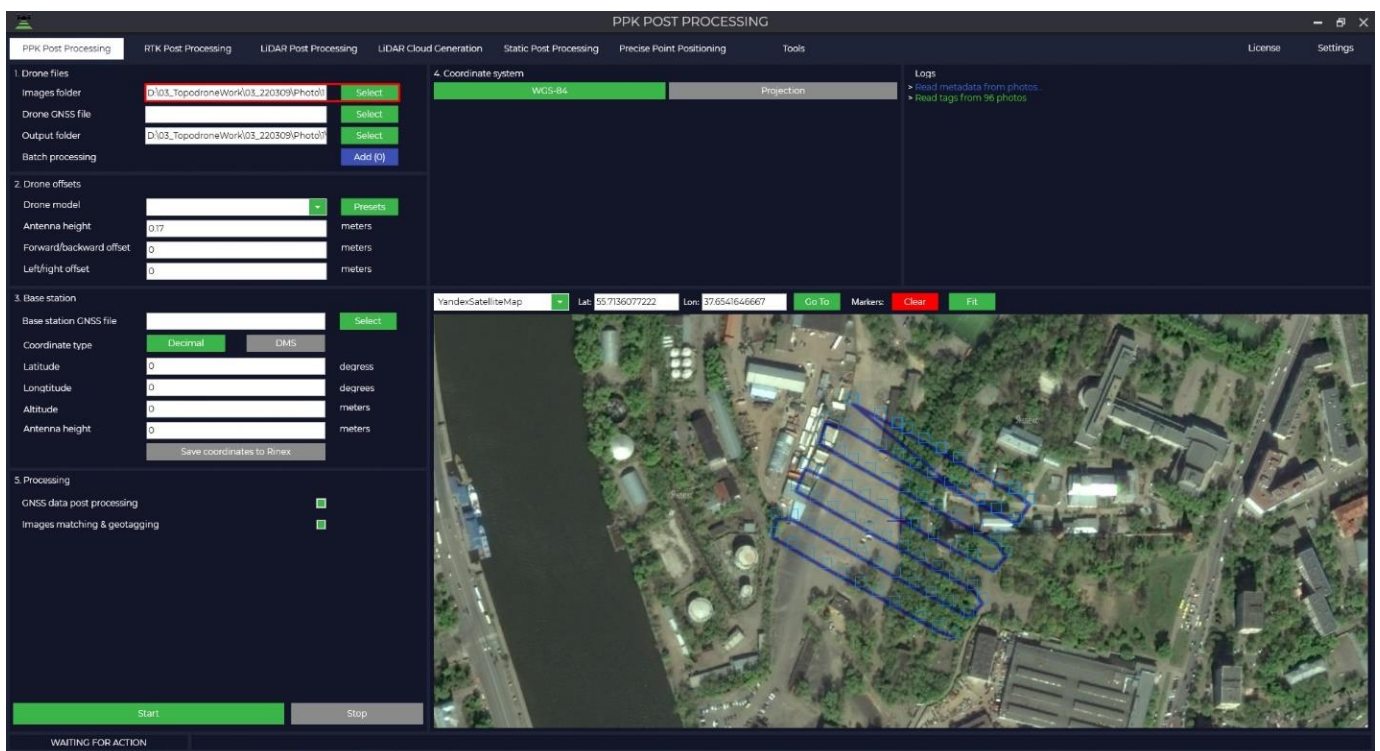 PPK POST PROCESSING
PPK Post Processing RTK Post Processing LiDAR Post Processing LiDAR Cloud Generation Static Post Processing Precise Point Positioning Tools License Settings
1. Drone files
Images folder D:\03_TopodroneWork\03_220309\Photo\1 Select
Drone GNSS file Select
Output folder D:\03_TopodroneWork\03_220309\Photo\1 Select
Batch processing Add (0)
2. Drone offsets
Drone model Presets
Antenna height 0.17 meters
Forward/backward offset 0 meters
Left/right offset 0 meters
3. Base station
Base station GNSS file Select
Coordinate type Decimal DMS
Latitude 0 degress
Longtitude 0 degrees
Altitude 0 meters
Antenna height 0 meters
Save coordinates to Rinex
5. Processing
GNSS data post processing
Images matching & geotagging
Start Stop
WAITING FOR ACTION
4. Coordinate system
WGS-84 Projection
Logs
> Read metadata from photos...
> Read tags from 96 photos
YandexSatelliteMap Lat: 55.7136077222 Lon: 37.6541646667 Go To Markers: Clear Fit